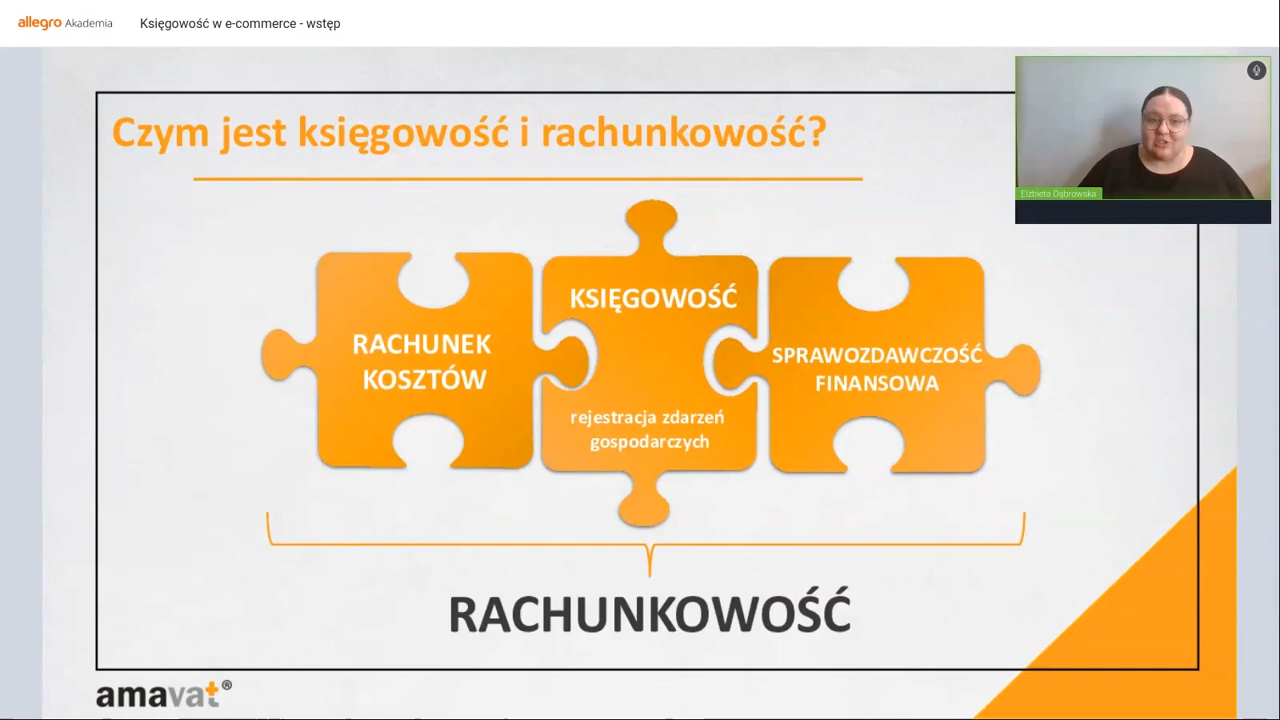 allegro Akademia
Księgowość w e-commerce - wstęp
Czym jest księgowość i rachunkowość?
Elżbieta Dąbrowska
RACHUNEK
KOSZTÓW
KSIĘGOWOŚĆ
rejestracja zdarzeń
gospodarczych
SPRAWOZDAWCZOŚĆ
FINANSOWA
RACHUNKOWOŚĆ
amavat®